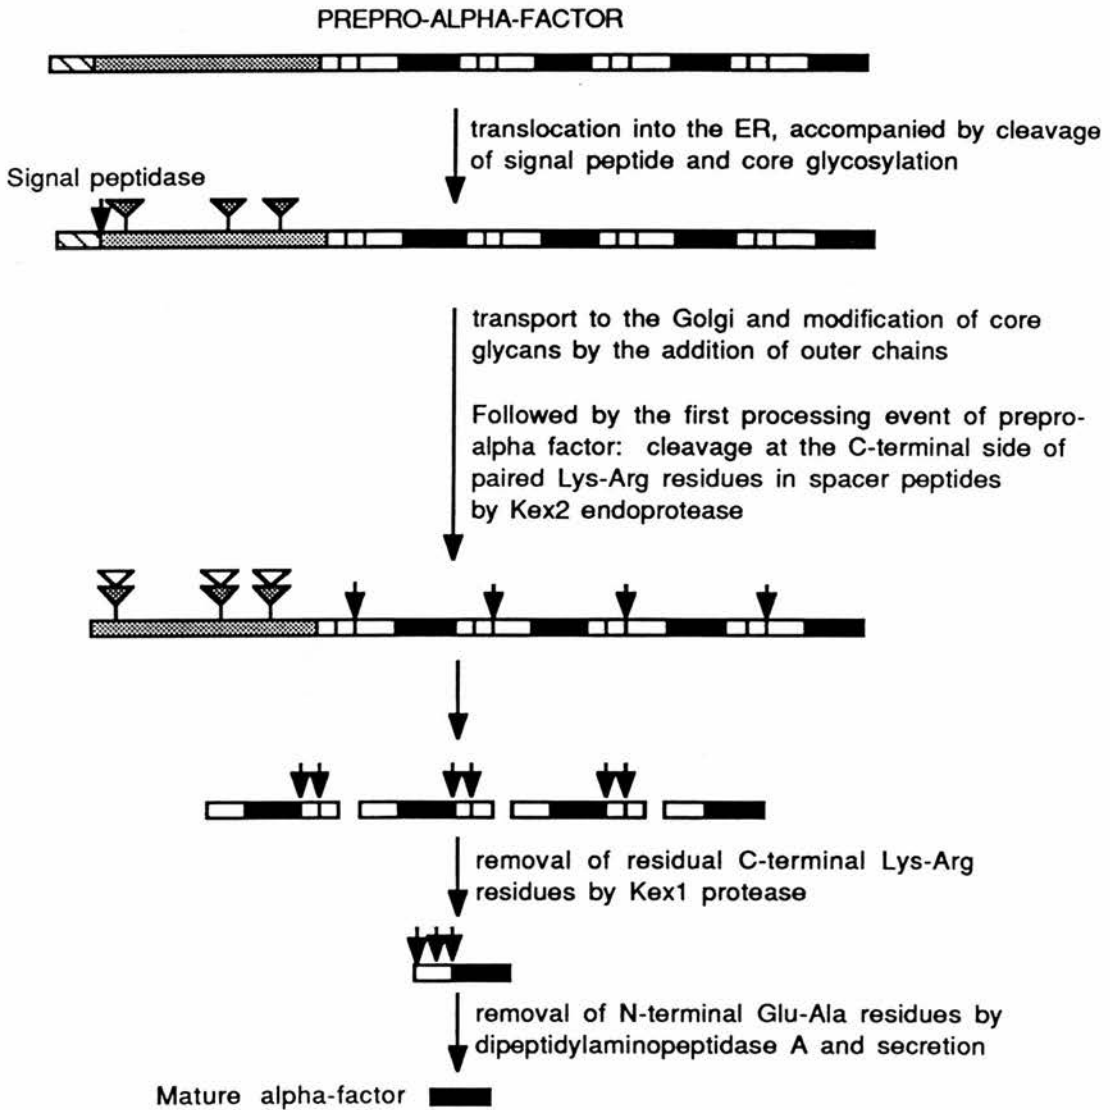 PREPRO-ALPHA-FACTOR
translocation into the ER, accompanied by cleavage
of signal peptide and core glycosylation
Signal peptidase
transport to the Golgi and modification of core
glycans by the addition of outer chains
Followed by the first processing event of prepro-
alpha factor: cleavage at the C-terminal side of
paired Lys-Arg residues in spacer peptides
by Kex2 endoprotease
removal of residual C-terminal Lys-Arg
residues by Kex1 protease
removal of N-terminal Glu-Ala residues by
dipeptidylaminopeptidase A and secretion
Mature alpha-factor